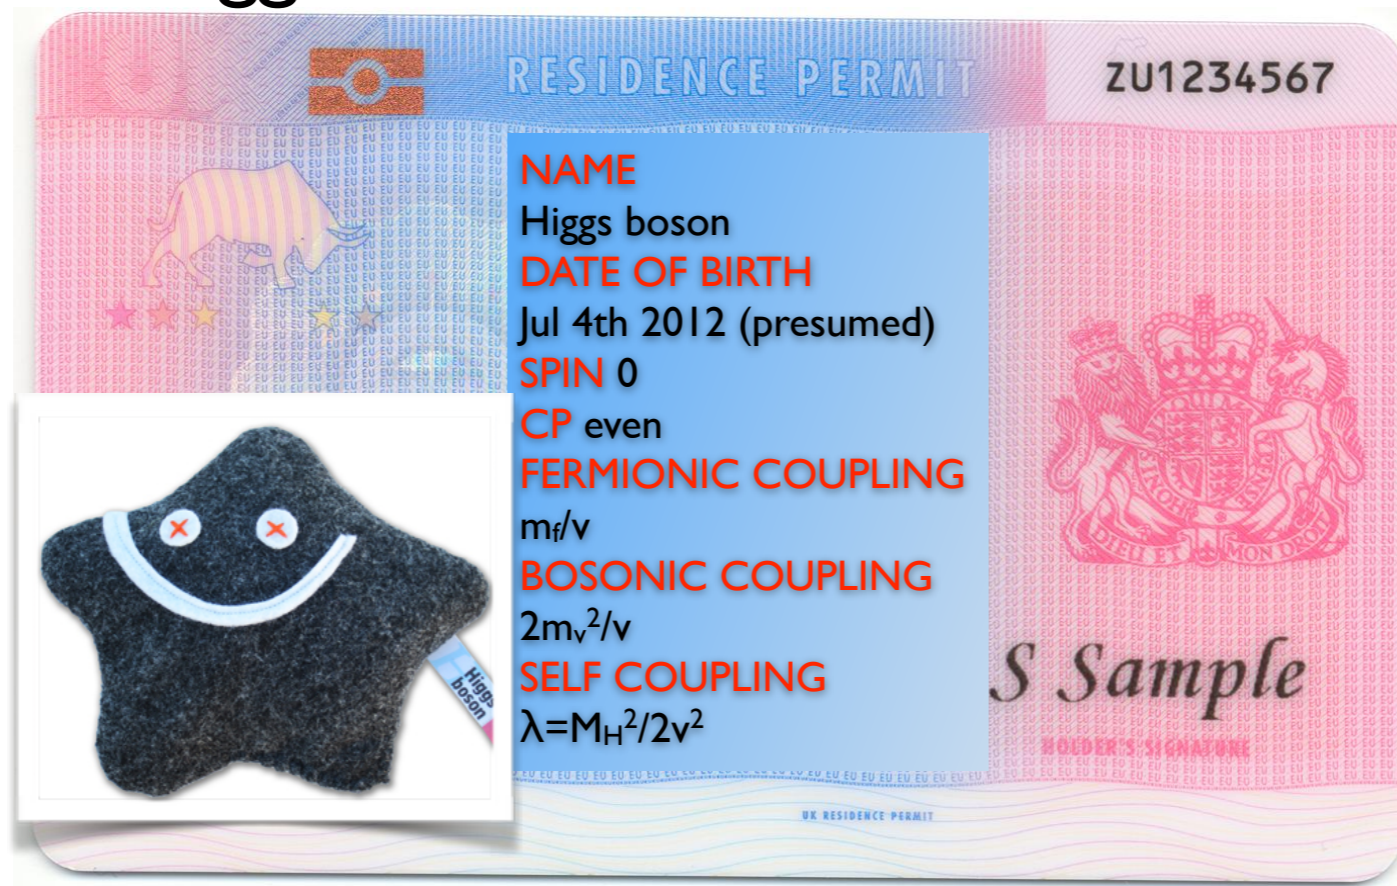 RESIDENCE PERMIT
ZU1234567
NAME
Higgs boson
DATE OF BIRTH
Jul 4th 2012 (presumed)
SPIN 0
CP even
FERMIONIC COUPLING
mf/v
BOSONIC COUPLING
2mv²/v
SELF COUPLING
λ=MH²/2v²
Higgs
boson
DIEU ET MON DROIT
S Sample
HOLDER'S SIGNATURE
UK RESIDENCE PERMIT